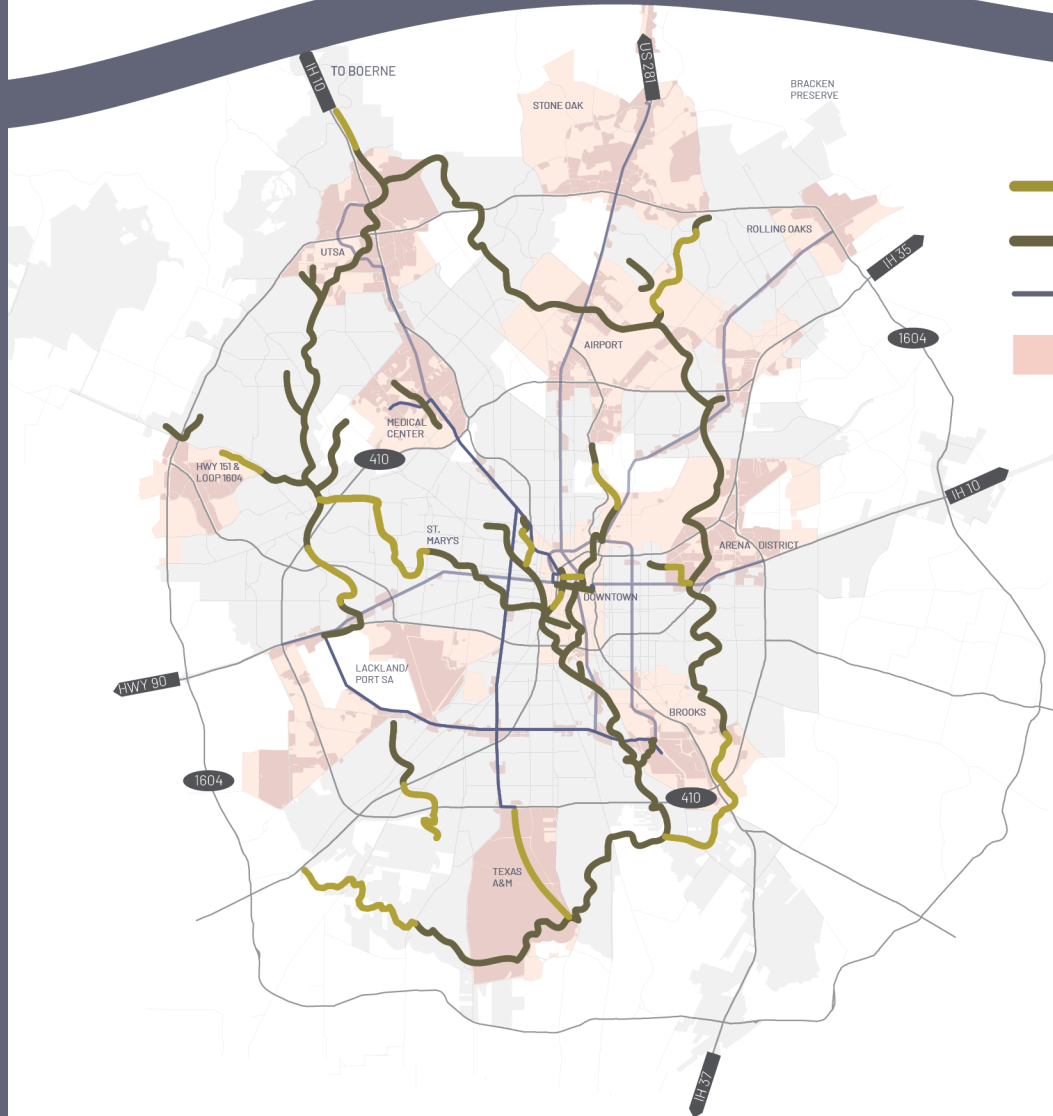 IH 10
TO BOERNE
US 281
STONE OAK
BRACKEN
PRESERVE
ROLLING OAKS
UTSA
IH 35
1604
AIRPORT
MEDICAL
CENTER
410
HWY 151 &
LOOP 1604
IH 10
ST.
MARY'S
ARENA DISTRICT
DOWNTOWN
LACKLAND/
PORT SA
HWY 90
BROOKS
1604
410
TEXAS
A&M
IH 37